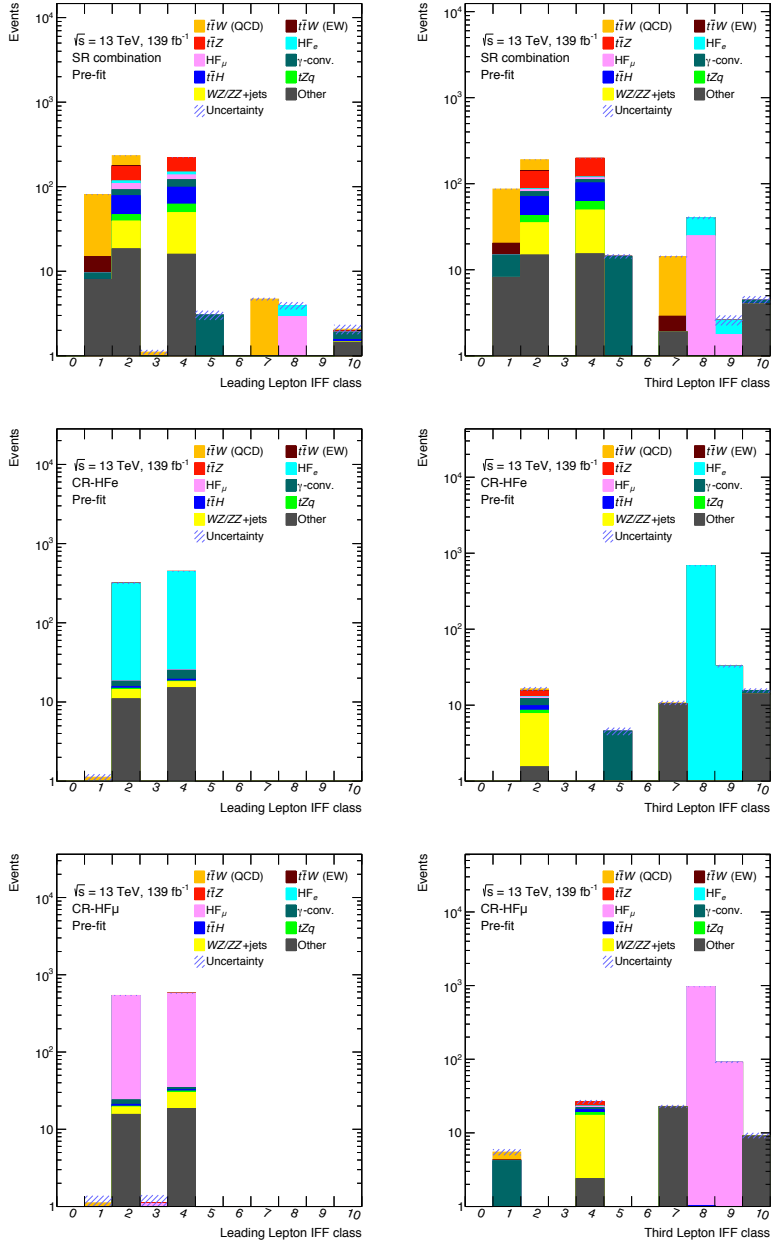 Events
10⁴
10³
10²
10
1
√s = 13 TeV, 139 fb⁻¹
SR combination
Pre-fit
tt̄W (QCD)
tt̄W (EW)
tt̄Z
HFₑ
HF_μ
γ-conv.
tt̄H
tZq
WZ/ZZ+jets
Other
Uncertainty
0 1 2 3 4 5 6 7 8 9 10
Leading Lepton IFF class
Events
10⁴
10³
10²
10
1
√s = 13 TeV, 139 fb⁻¹
SR combination
Pre-fit
tt̄W (QCD)
tt̄W (EW)
tt̄Z
HFₑ
HF_μ
γ-conv.
tt̄H
tZq
WZ/ZZ+jets
Other
Uncertainty
0 1 2 3 4 5 6 7 8 9 10
Third Lepton IFF class
Events
10⁴
10³
10²
10
1
√s = 13 TeV, 139 fb⁻¹
CR-HFe
Pre-fit
tt̄W (QCD)
tt̄W (EW)
tt̄Z
HFₑ
HF_μ
γ-conv.
tt̄H
tZq
WZ/ZZ+jets
Other
Uncertainty
0 1 2 3 4 5 6 7 8 9 10
Leading Lepton IFF class
Events
10⁴
10³
10²
10
1
√s = 13 TeV, 139 fb⁻¹
CR-HFe
Pre-fit
tt̄W (QCD)
tt̄W (EW)
tt̄Z
HFₑ
HF_μ
γ-conv.
tt̄H
tZq
WZ/ZZ+jets
Other
Uncertainty
0 1 2 3 4 5 6 7 8 9 10
Third Lepton IFF class
Events
10⁴
10³
10²
10
1
√s = 13 TeV, 139 fb⁻¹
CR-HFμ
Pre-fit
tt̄W (QCD)
tt̄W (EW)
tt̄Z
HFₑ
HF_μ
γ-conv.
tt̄H
tZq
WZ/ZZ+jets
Other
Uncertainty
0 1 2 3 4 5 6 7 8 9 10
Leading Lepton IFF class
Events
10⁴
10³
10²
10
1
√s = 13 TeV, 139 fb⁻¹
CR-HFμ
Pre-fit
tt̄W (QCD)
tt̄W (EW)
tt̄Z
HFₑ
HF_μ
γ-conv.
tt̄H
tZq
WZ/ZZ+jets
Other
Uncertainty
0 1 2 3 4 5 6 7 8 9 10
Third Lepton IFF class